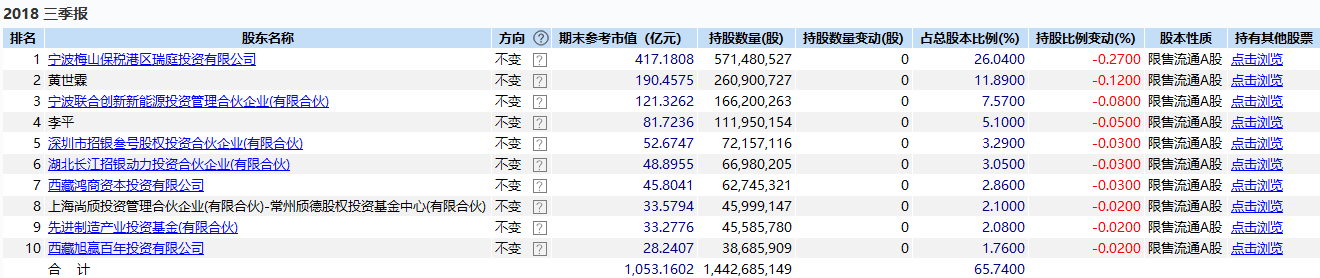 2018 三季报
排名 股东名称 方向 ? 期末参考市值（亿元） 持股数量(股) 持股数量变动(股) 占总股本比例(%) 持股比例变动(%) 股本性质 持有其他股票
1 宁波梅山保税港区瑞庭投资有限公司 不变 ? 417.1808 571,480,527 0 26.0400 -0.2700 限售流通A股 点击浏览
2 黄世霖 不变 ? 190.4575 260,900,727 0 11.8900 -0.1200 限售流通A股 点击浏览
3 宁波联合创新新能源投资管理合伙企业(有限合伙) 不变 ? 121.3262 166,200,263 0 7.5700 -0.0800 限售流通A股 点击浏览
4 李平 不变 ? 81.7236 111,950,154 0 5.1000 -0.0500 限售流通A股 点击浏览
5 深圳市招银叁号股权投资合伙企业(有限合伙) 不变 ? 52.6747 72,157,116 0 3.2900 -0.0300 限售流通A股 点击浏览
6 湖北长江招银动力投资合伙企业(有限合伙) 不变 ? 48.8955 66,980,205 0 3.0500 -0.0300 限售流通A股 点击浏览
7 西藏鸿商资本投资有限公司 不变 ? 45.8041 62,745,321 0 2.8600 -0.0300 限售流通A股 点击浏览
8 上海尚颀投资管理合伙企业(有限合伙)-常州颀德股权投资基金中心(有限合伙) 不变 ? 33.5794 45,999,147 0 2.1000 -0.0200 限售流通A股 点击浏览
9 先进制造产业投资基金(有限合伙) 不变 ? 33.2776 45,585,780 0 2.0800 -0.0200 限售流通A股 点击浏览
10 西藏旭赢百年投资有限公司 不变 ? 28.2407 38,685,909 0 1.7600 -0.0200 限售流通A股 点击浏览
合 计 1,053.1602 1,442,685,149 65.7400